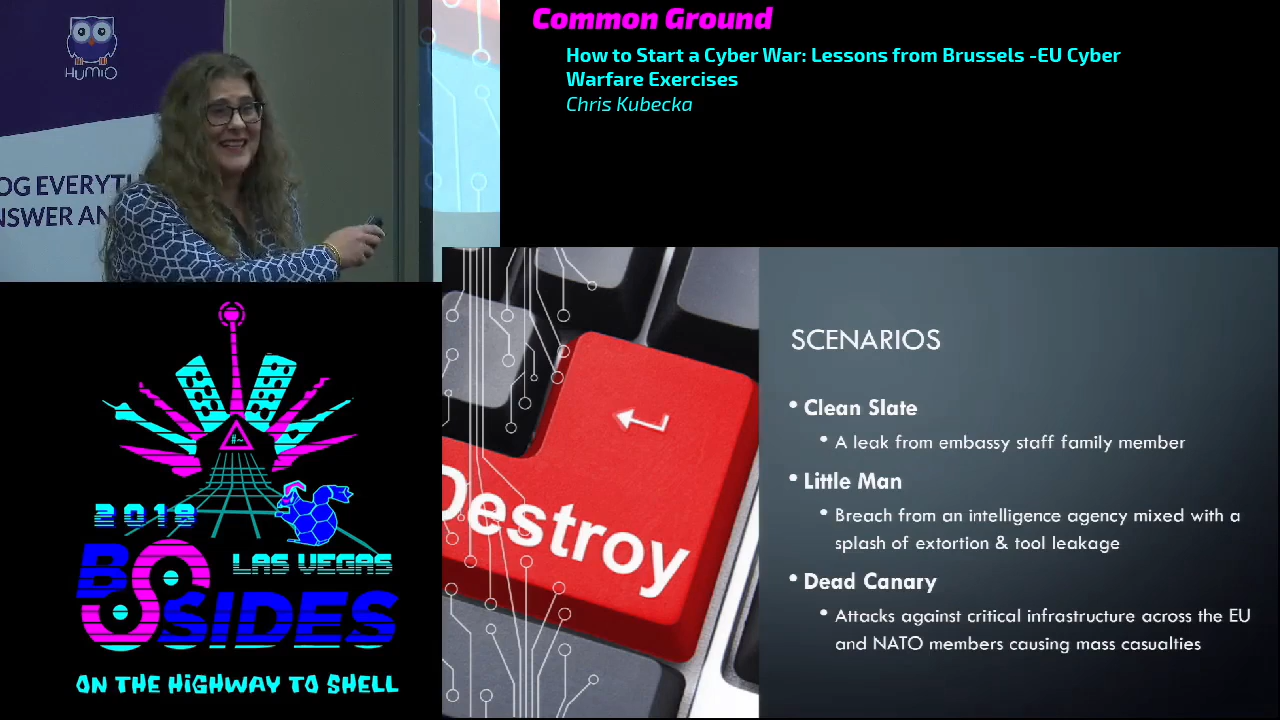 HUMIO
OG EVERYTH
NSWER AN
Common Ground
How to Start a Cyber War: Lessons from Brussels -EU Cyber
Warfare Exercises
Chris Kubecka
#~
2019
BSIDES
LAS VEGAS
ON THE HIGHWAY TO SHELL
Destroy
SCENARIOS
• Clean Slate
• A leak from embassy staff family member
• Little Man
• Breach from an intelligence agency mixed with a
splash of extortion & tool leakage
• Dead Canary
• Attacks against critical infrastructure across the EU
and NATO members causing mass casualties